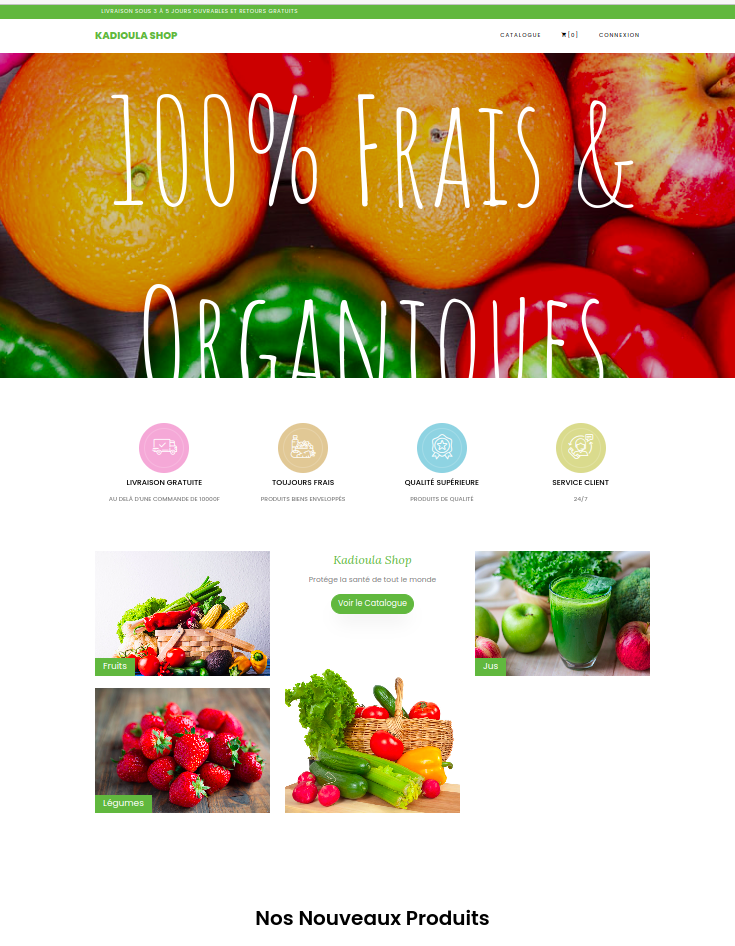 LIVRAISON SOUS 3 À 5 JOURS OUVRABLES ET RETOURS GRATUITS
KADIOULA SHOP
CATALOGUE
[0]
CONNEXION
100% Frais &
Organiques
LIVRAISON GRATUITE
AU DELÀ D'UNE COMMANDE DE 10000F
TOUJOURS FRAIS
PRODUITS BIENS ENVELOPPÉS
QUALITÉ SUPÉRIEURE
PRODUITS DE QUALITÉ
SERVICE CLIENT
24/7
Fruits
Légumes
Kadioula Shop
Protége la santé de tout le monde
Voir le Catalogue
Jus
Nos Nouveaux Produits